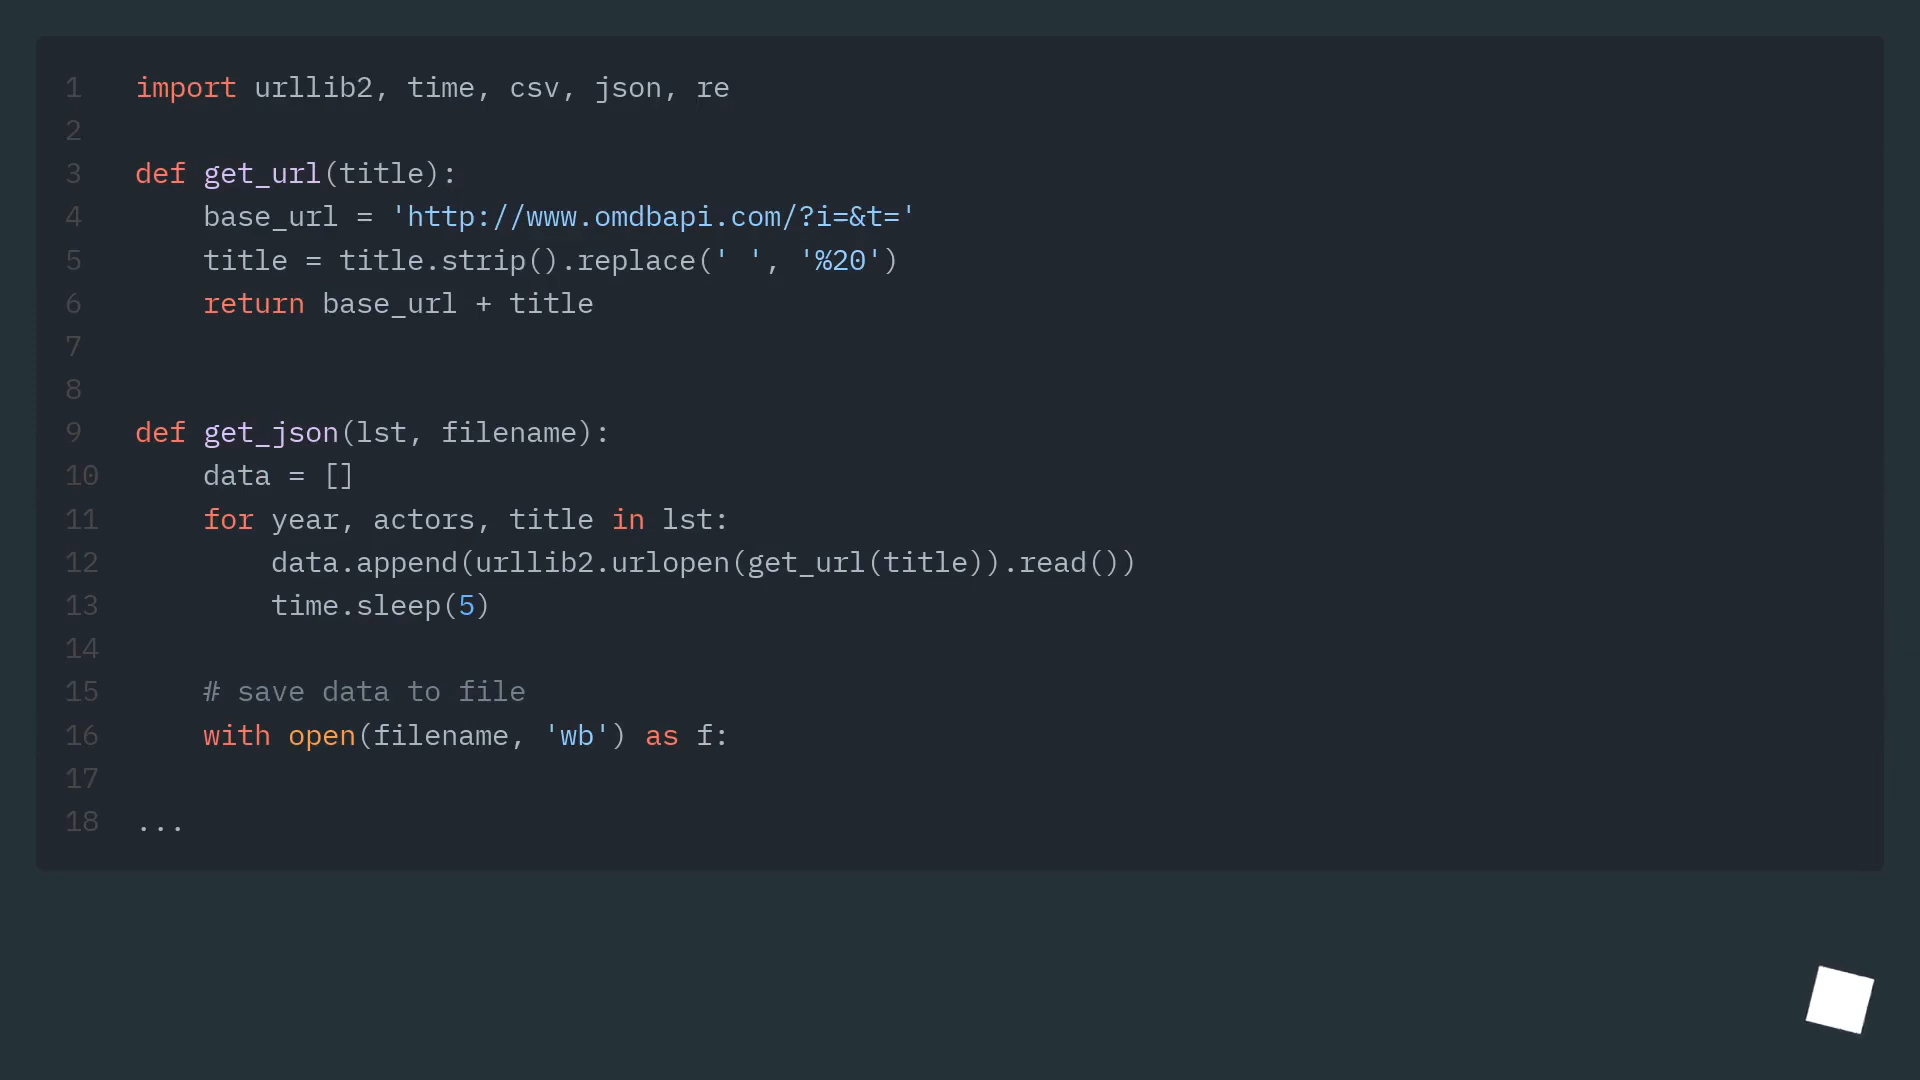 1 import urllib2, time, csv, json, re
2
3 def get_url(title):
4     base_url = 'http://www.omdbapi.com/?i=&t='
5     title = title.strip().replace(' ', '%20')
6     return base_url + title
7
8
9 def get_json(lst, filename):
10     data = []
11     for year, actors, title in lst:
12         data.append(urllib2.urlopen(get_url(title)).read())
13         time.sleep(5)
14
15     # save data to file
16     with open(filename, 'wb') as f:
17
18 ...